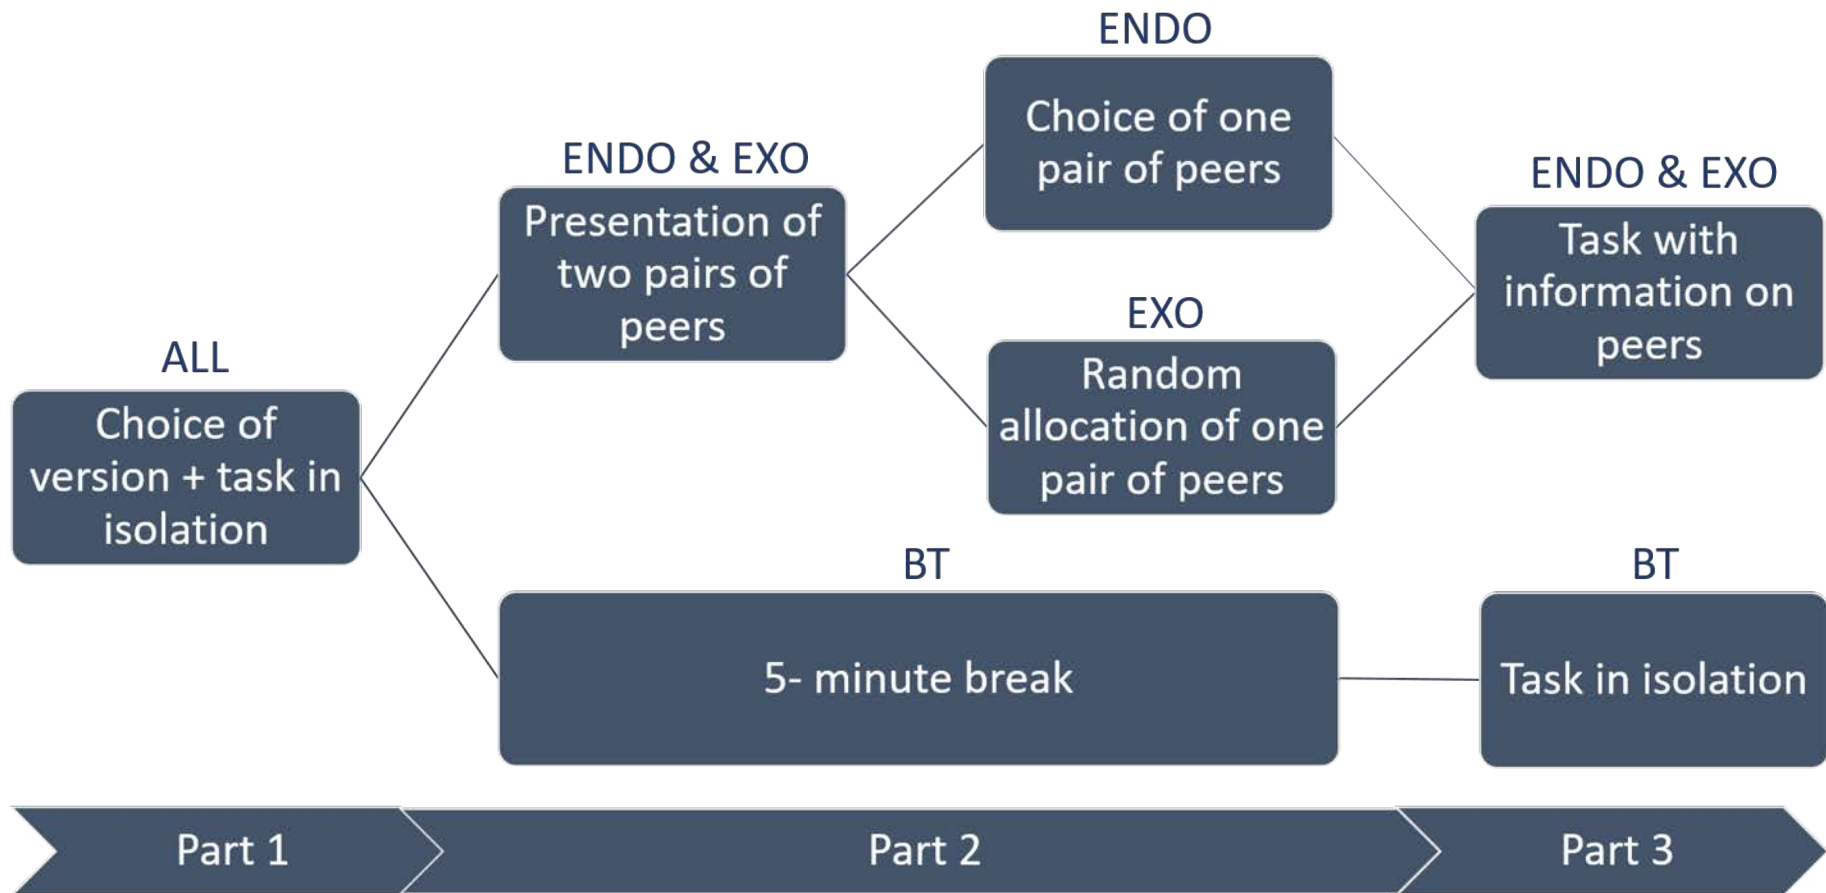 ALL
Choice of
version + task in
isolation
ENDO & EXO
Presentation of
two pairs of
peers
ENDO
Choice of one
pair of peers
EXO
Random
allocation of one
pair of peers
ENDO & EXO
Task with
information on
peers
BT
5- minute break
BT
Task in isolation
Part 1
Part 2
Part 3